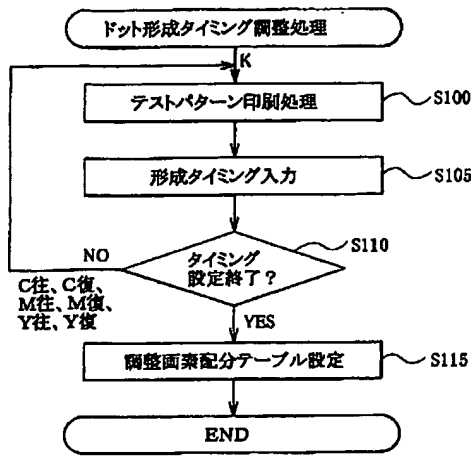 ドット形成タイミング調整処理
K
テストパターン印刷処理
S100
形成タイミング入力
S105
タイミング
設定終了？
S110
NO
C往、C復、
M往、M復、
Y往、Y復
YES
調整画素配分テーブル設定
S115
END